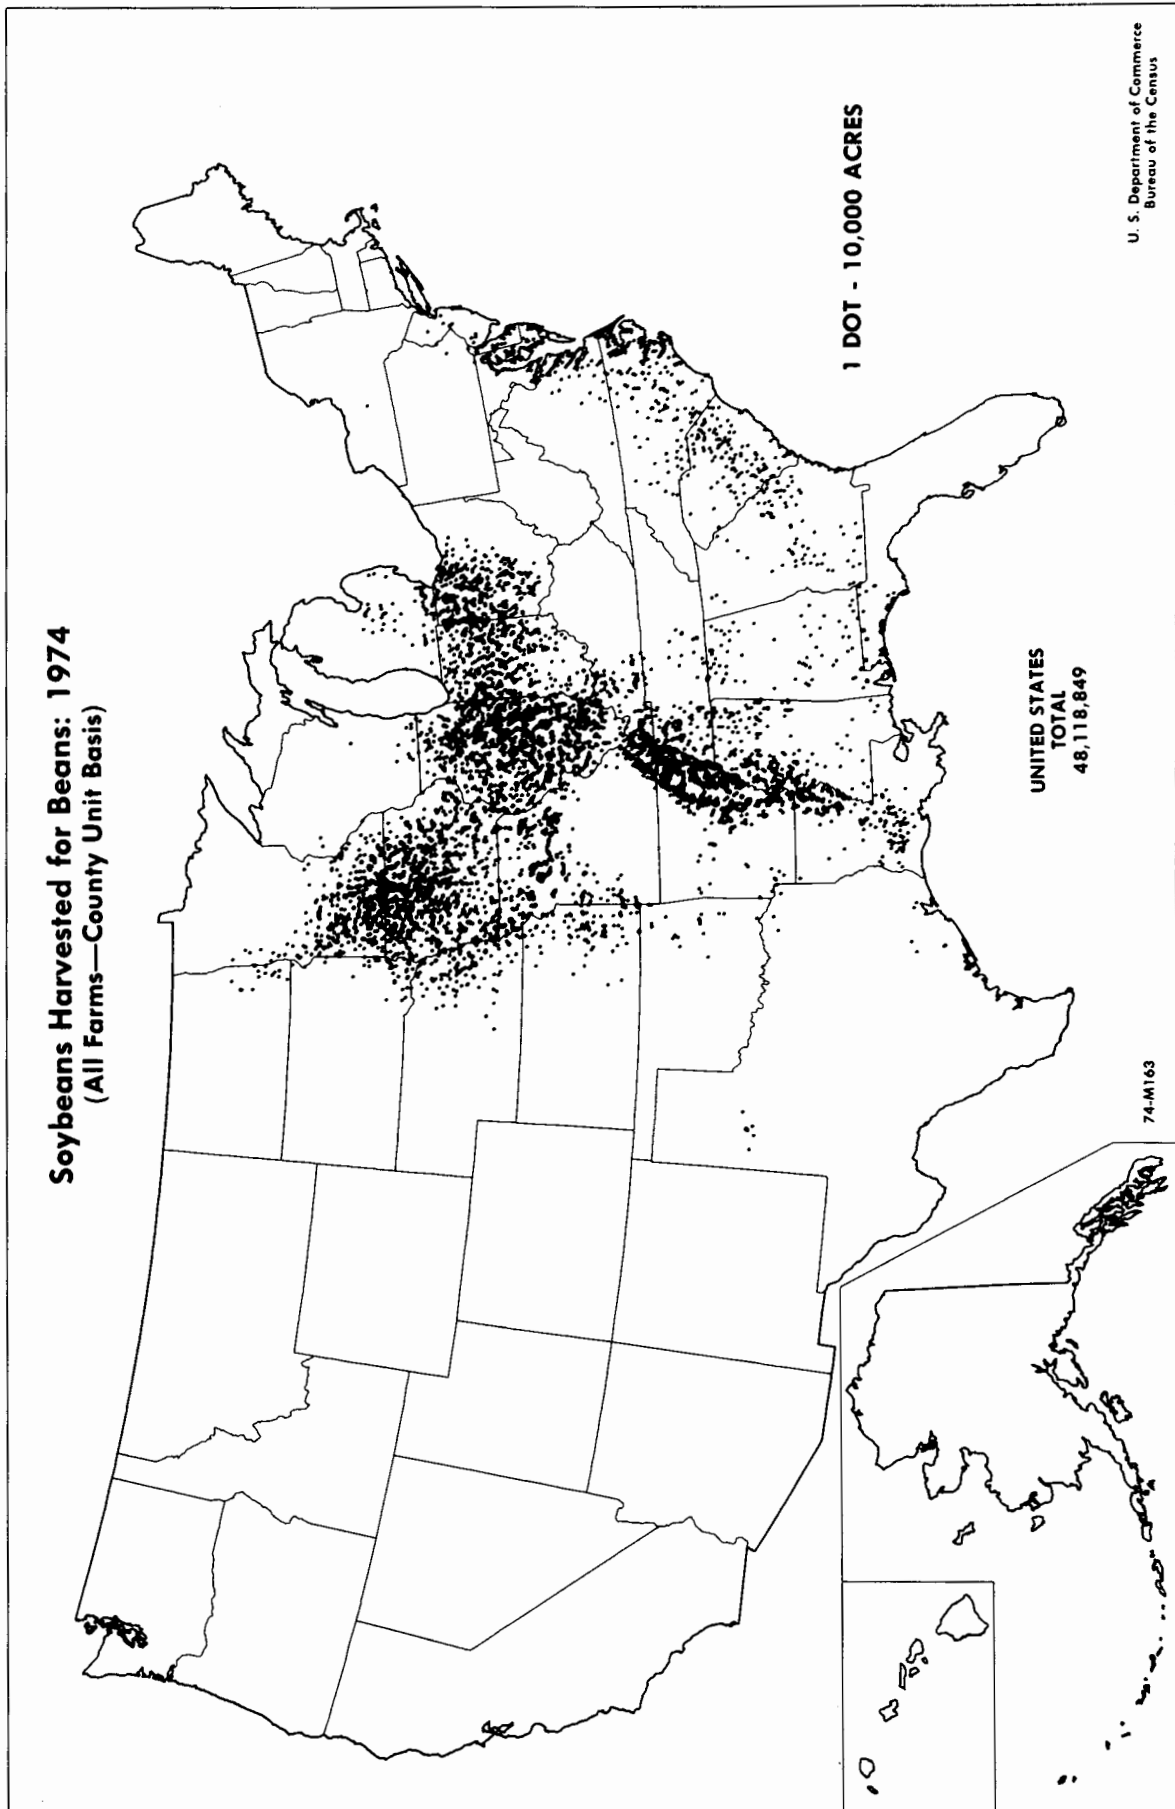 Soybeans Harvested for Beans: 1974
(All Farms—County Unit Basis)
1 DOT - 10,000 ACRES
UNITED STATES
TOTAL
48,118,849
74-M163
U. S. Department of Commerce
Bureau of the Census